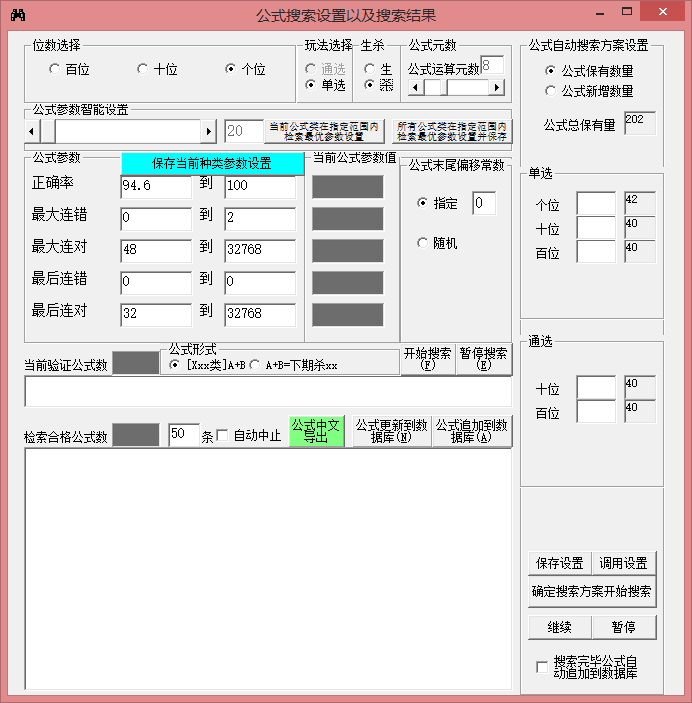 公式搜索设置以及搜索结果
位数选择
百位 十位 个位
玩法选择
通选
单选
生杀
生
杀
公式元数
公式运算元数 8
公式参数智能设置
20
当前公式类在指定范围内
检索最优参数设置
所有公式类在指定范围内
检索最优参数设置并保存
公式参数
保存当前种类参数设置
正确率 94.6 到 100
最大连错 0 到 2
最大连对 48 到 32768
最后连错 0 到 0
最后连对 32 到 32768
当前公式参数值
公式末尾偏移常数
指定 0
随机
当前验证公式数
公式形式
[Xxx类]A+B A+B=下期杀xx
开始搜索
(F)
暂停搜索
(E)
检索合格公式数 50 条 自动中止
公式中文
导出
公式更新到数
据库(N)
公式追加到数
据库(A)
公式自动搜索方案设置
公式保有数量
公式新增数量
公式总保有量 202
单选
个位 42
十位 40
百位 40
通选
十位 40
百位 40
保存设置 调用设置
确定搜索方案开始搜索
继续 暂停
搜索完毕公式自
动追加到数据库